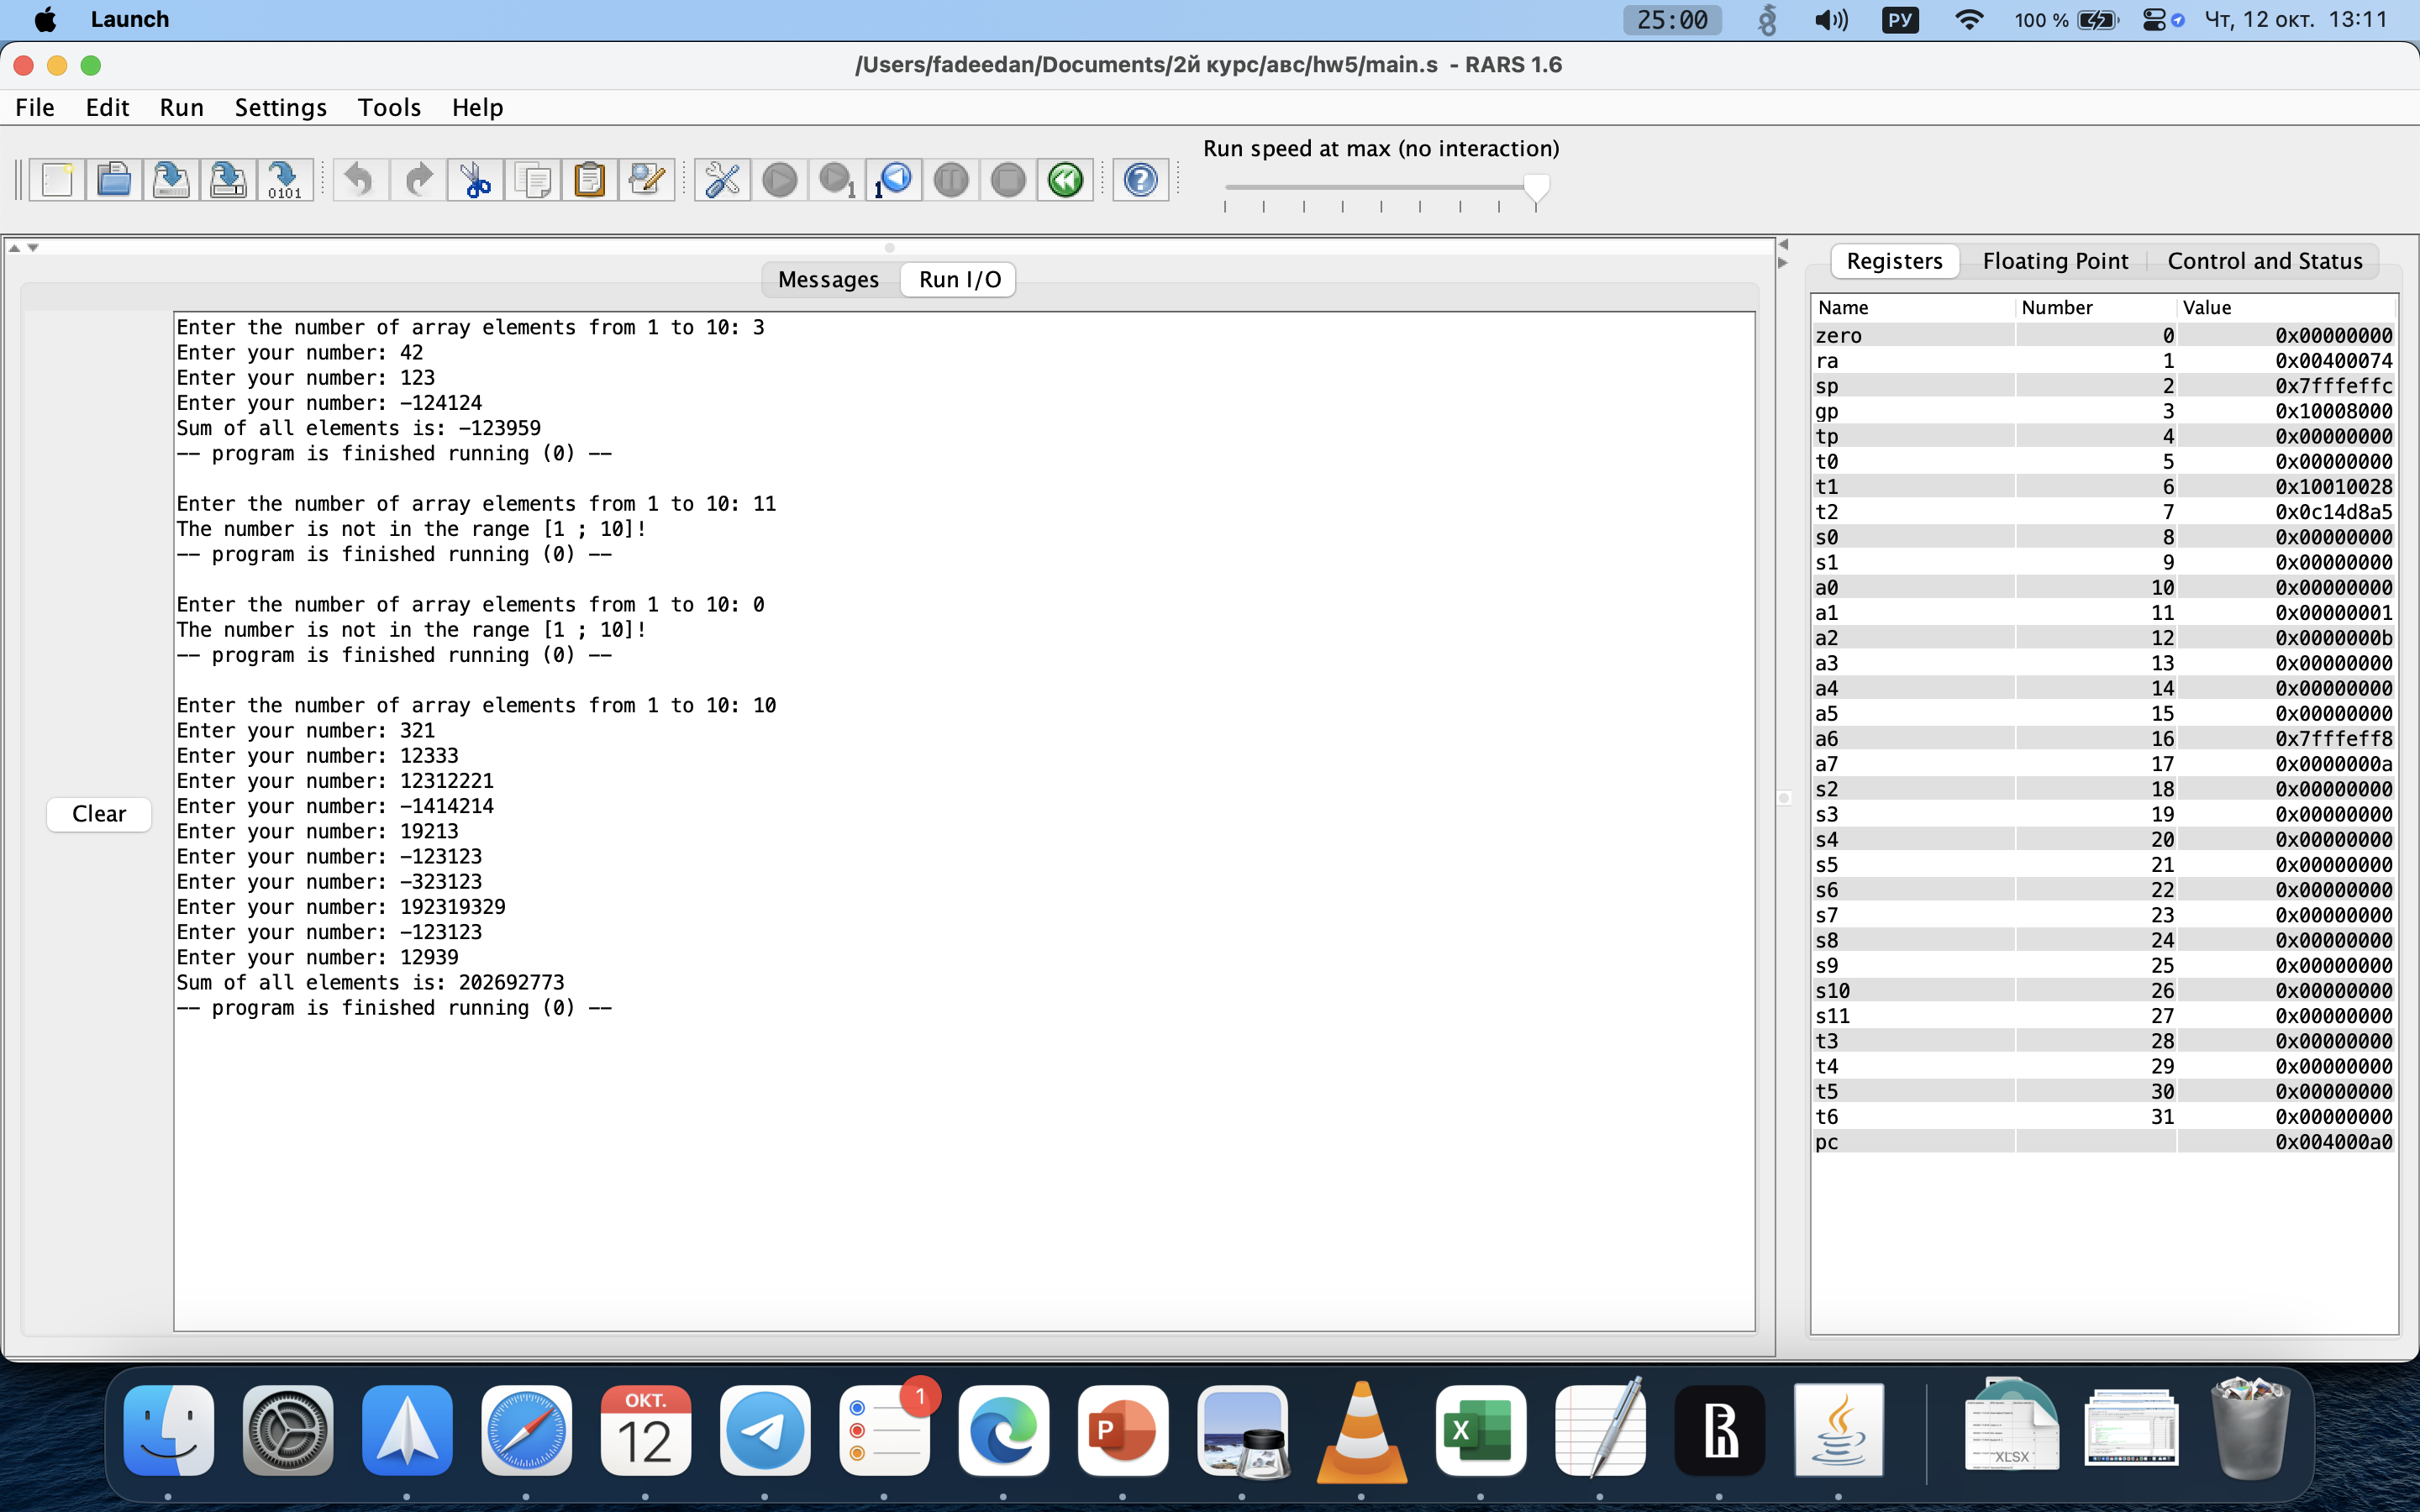 Launch 25:00 РУ 100 % Чт, 12 окт. 13:11
/Users/fadeedan/Documents/2й курс/авс/hw5/main.s - RARS 1.6
File Edit Run Settings Tools Help
Run speed at max (no interaction)
0101 1 1 ?
Messages Run I/O
Registers Floating Point Control and Status
Clear
Enter the number of array elements from 1 to 10: 3
Enter your number: 42
Enter your number: 123
Enter your number: -124124
Sum of all elements is: -123959
-- program is finished running (0) --
Enter the number of array elements from 1 to 10: 11
The number is not in the range [1 ; 10]!
-- program is finished running (0) --
Enter the number of array elements from 1 to 10: 0
The number is not in the range [1 ; 10]!
-- program is finished running (0) --
Enter the number of array elements from 1 to 10: 10
Enter your number: 321
Enter your number: 12333
Enter your number: 12312221
Enter your number: -1414214
Enter your number: 19213
Enter your number: -123123
Enter your number: -323123
Enter your number: 192319329
Enter your number: -123123
Enter your number: 12939
Sum of all elements is: 202692773
-- program is finished running (0) --
Name Number Value
zero 0 0x00000000
ra 1 0x00400074
sp 2 0x7fffeffc
gp 3 0x10008000
tp 4 0x00000000
t0 5 0x00000000
t1 6 0x10010028
t2 7 0x0c14d8a5
s0 8 0x00000000
s1 9 0x00000000
a0 10 0x00000000
a1 11 0x00000001
a2 12 0x0000000b
a3 13 0x00000000
a4 14 0x00000000
a5 15 0x00000000
a6 16 0x7fffeff8
a7 17 0x0000000a
s2 18 0x00000000
s3 19 0x00000000
s4 20 0x00000000
s5 21 0x00000000
s6 22 0x00000000
s7 23 0x00000000
s8 24 0x00000000
s9 25 0x00000000
s10 26 0x00000000
s11 27 0x00000000
t3 28 0x00000000
t4 29 0x00000000
t5 30 0x00000000
t6 31 0x00000000
pc 0x004000a0
ОКТ.
12
1
P
X
XLSX